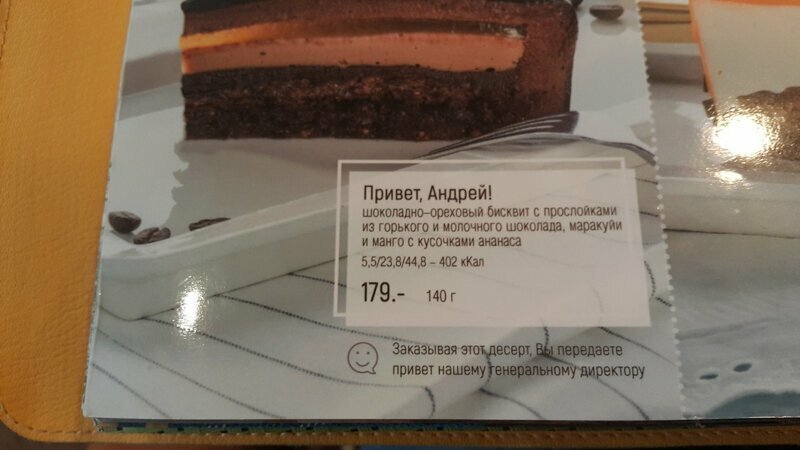 Привет, Андрей!
шоколадно-ореховый бисквит с прослойками
из горького и молочного шоколада, маракуйи
и манго с кусочками ананаса
5,5/23,8/44,8 – 402 кКал
179.- 140 г
Заказывая этот десерт, Вы передаете
привет нашему генеральному директору